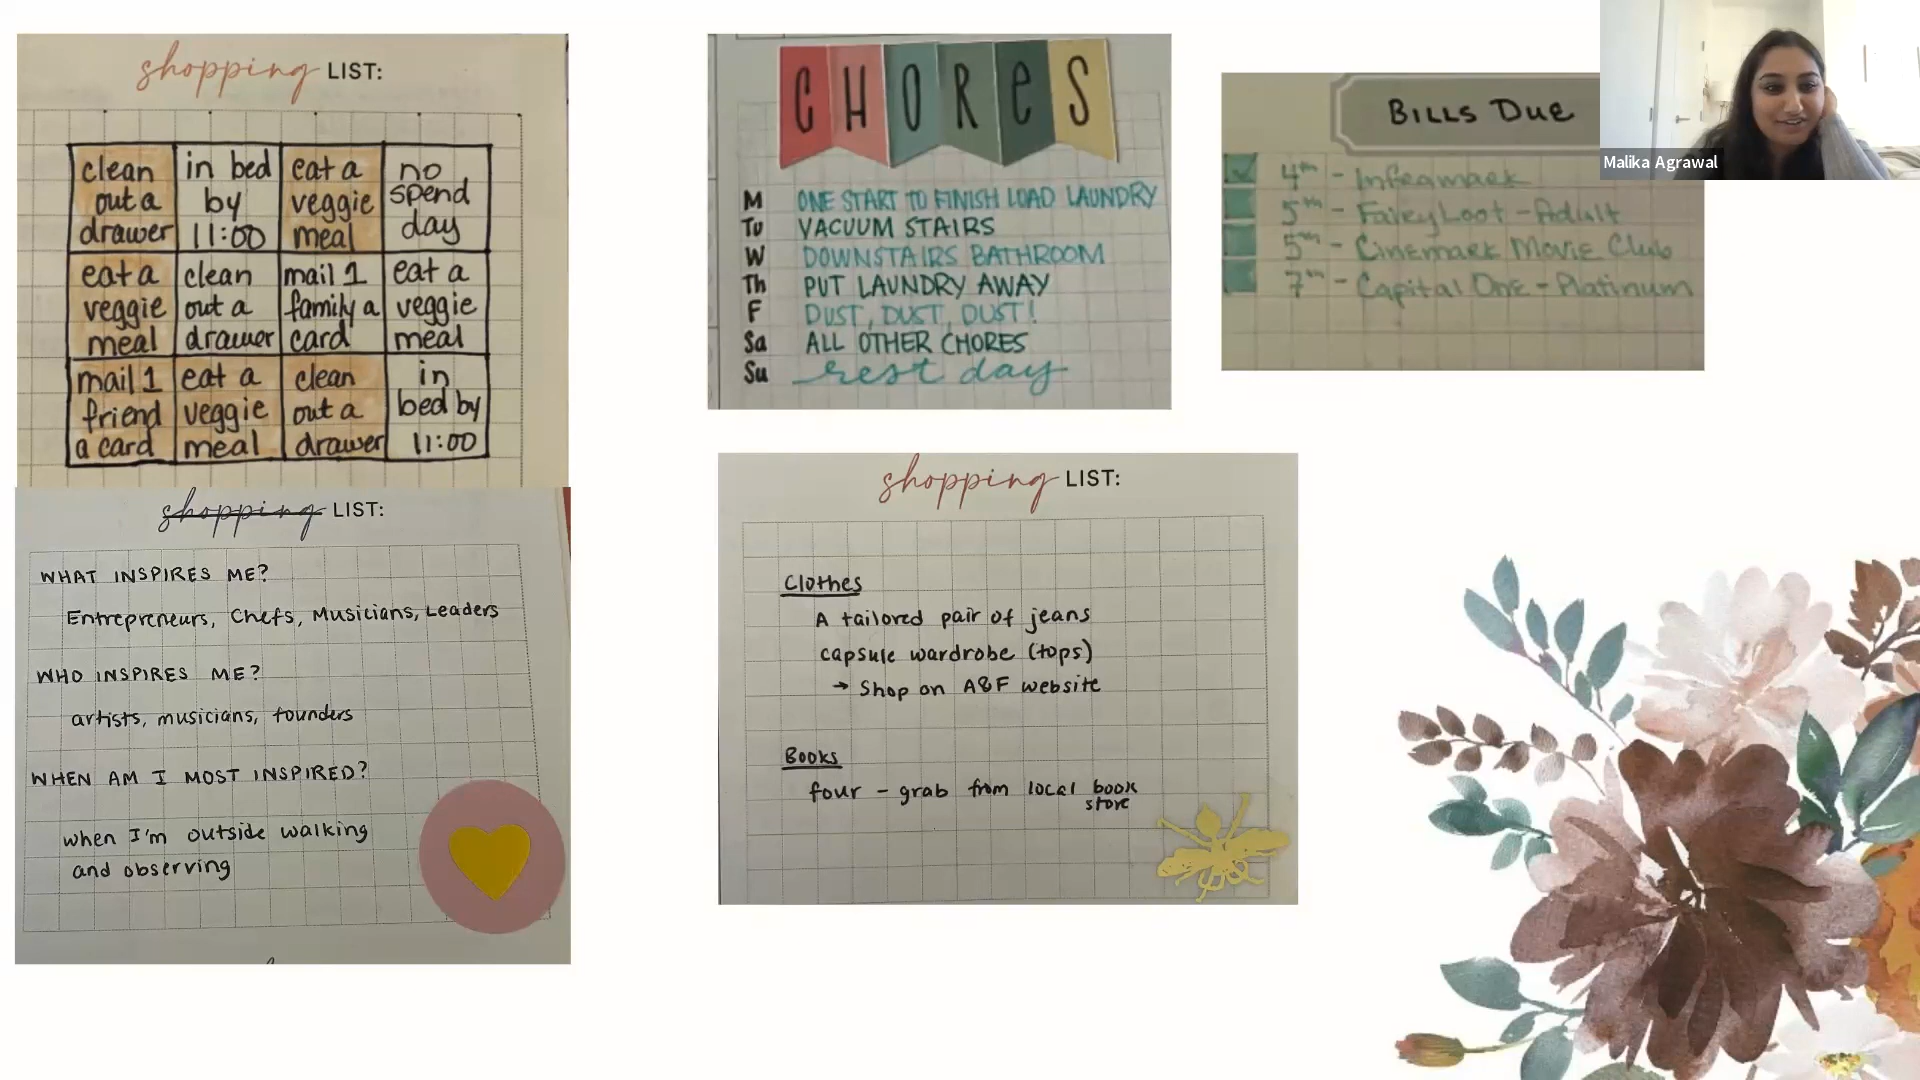 shopping LIST:
clean out a drawer
in bed by 11:00
eat a veggie meal
no spend day
eat a veggie meal
clean out a drawer
mail 1 family a card
eat a veggie meal
mail 1 friend a card
eat a veggie meal
clean out a drawer
in bed by 11:00
shopping LIST:
WHAT INSPIRES ME?
Entrepreneurs, Chefs, Musicians, Leaders
WHO INSPIRES ME?
artists, musicians, founders
WHEN AM I MOST INSPIRED?
when I'm outside walking
and observing
CHORES
M ONE START TO FINISH LOAD LAUNDRY
Tu VACUUM STAIRS
W DOWNSTAIRS BATHROOM
Th PUT LAUNDRY AWAY
F DUST, DUST, DUST!
Sa ALL OTHER CHORES
Su rest day
shopping LIST:
Clothes
A tailored pair of jeans
capsule wardrobe (tops)
→ Shop on A&F website
Books
four - grab from local book
store
BILLS DUE
4th - Inframark
5th - FairyLoot - Adult
5th - Cinemark Movie Club
7th - Capital One - Platinum
Malika Agrawal